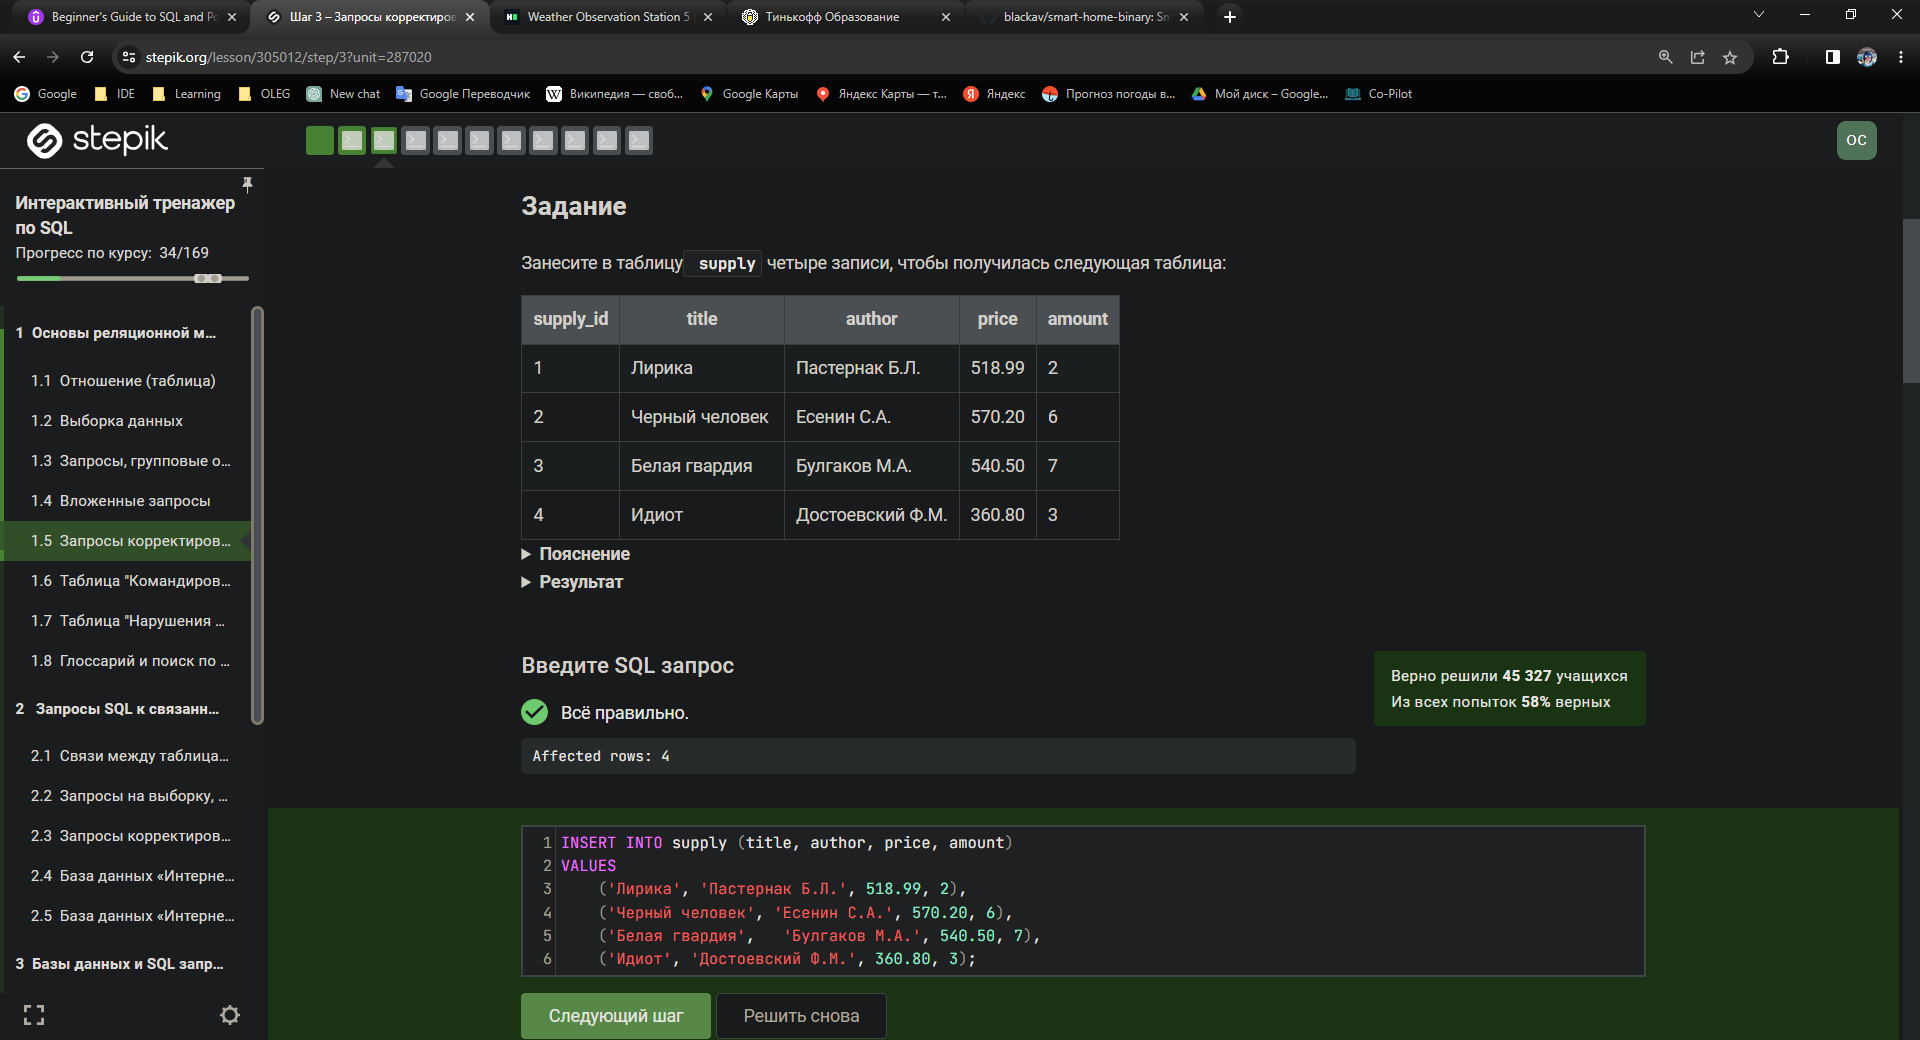 Beginner's Guide to SQL and Po
Шаг 3 – Запросы корректиров
Weather Observation Station 5
Тинькофф Образование
blackav/smart-home-binary: Sm
stepik.org/lesson/305012/step/3?unit=287020
Google
IDE
Learning
OLEG
New chat
Google Переводчик
Википедия — своб...
Google Карты
Яндекс Карты — т...
Яндекс
Прогноз погоды в...
Мой диск – Google...
Co-Pilot
stepik
OC
Интерактивный тренажер
по SQL
Прогресс по курсу: 34/169
1 Основы реляционной м...
1.1 Отношение (таблица)
1.2 Выборка данных
1.3 Запросы, групповые о...
1.4 Вложенные запросы
1.5 Запросы корректиров...
1.6 Таблица "Командиров...
1.7 Таблица "Нарушения ...
1.8 Глоссарий и поиск по ...
2 Запросы SQL к связанн...
2.1 Связи между таблица...
2.2 Запросы на выборку, ...
2.3 Запросы корректиров...
2.4 База данных «Интерне...
2.5 База данных «Интерне...
3 Базы данных и SQL запр...
Задание
Занесите в таблицу supply четыре записи, чтобы получилась следующая таблица:
supply_id title author price amount
1 Лирика Пастернак Б.Л. 518.99 2
2 Черный человек Есенин С.А. 570.20 6
3 Белая гвардия Булгаков М.А. 540.50 7
4 Идиот Достоевский Ф.М. 360.80 3
Пояснение
Результат
Введите SQL запрос
Всё правильно.
Верно решили 45 327 учащихся
Из всех попыток 58% верных
Affected rows: 4
1 INSERT INTO supply (title, author, price, amount)
2 VALUES
3 ('Лирика', 'Пастернак Б.Л.', 518.99, 2),
4 ('Черный человек', 'Есенин С.А.', 570.20, 6),
5 ('Белая гвардия', 'Булгаков М.А.', 540.50, 7),
6 ('Идиот', 'Достоевский Ф.М.', 360.80, 3);
Следующий шаг
Решить снова